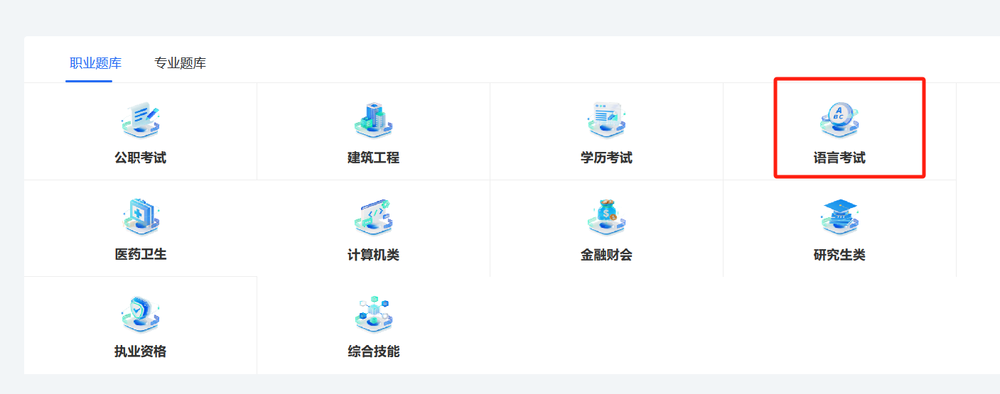 职业题库 专业题库
公职考试 建筑工程 学历考试 语言考试
医药卫生 计算机类 金融财会 研究生类
执业资格 综合技能